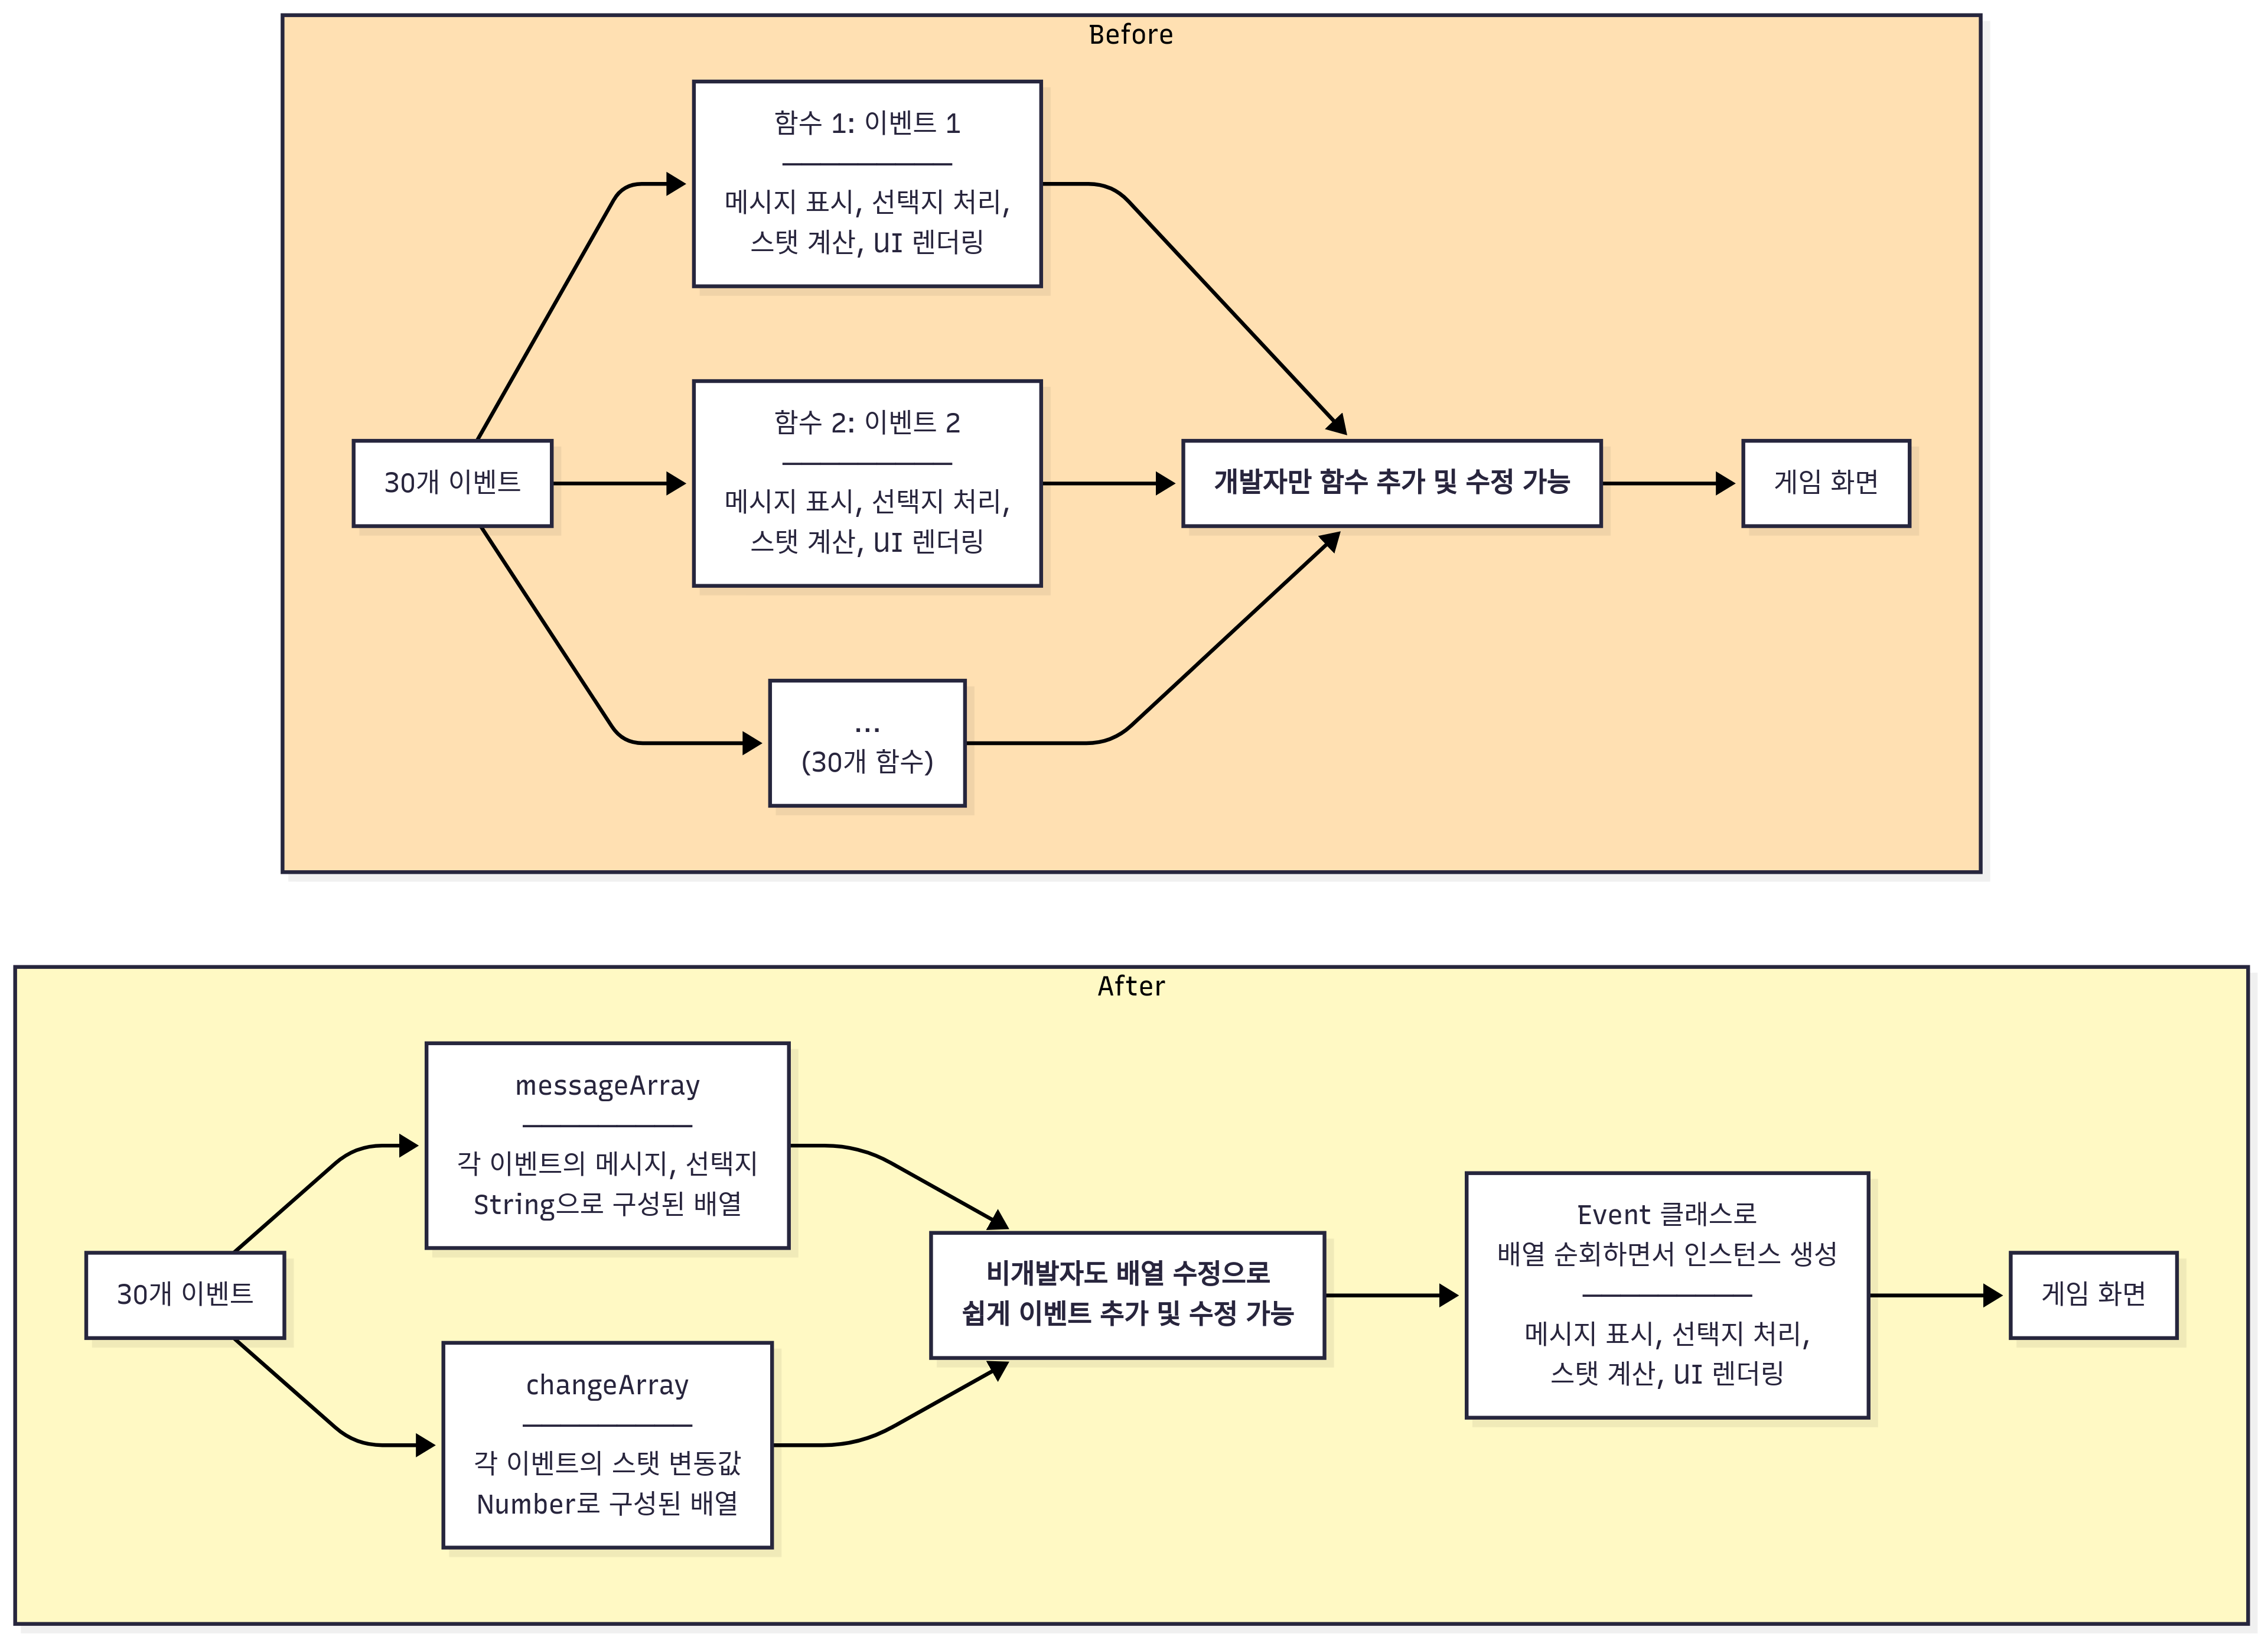 Before
함수 1: 이벤트 1
메시지 표시, 선택지 처리,
스탯 계산, UI 렌더링
30개 이벤트
함수 2: 이벤트 2
메시지 표시, 선택지 처리,
스탯 계산, UI 렌더링
개발자만 함수 추가 및 수정 가능
게임 화면
...
(30개 함수)
After
messageArray
각 이벤트의 메시지, 선택지
String으로 구성된 배열
30개 이벤트
changeArray
각 이벤트의 스탯 변동값
Number로 구성된 배열
비개발자도 배열 수정으로
쉽게 이벤트 추가 및 수정 가능
Event 클래스로
배열 순회하면서 인스턴스 생성
메시지 표시, 선택지 처리,
스탯 계산, UI 렌더링
게임 화면